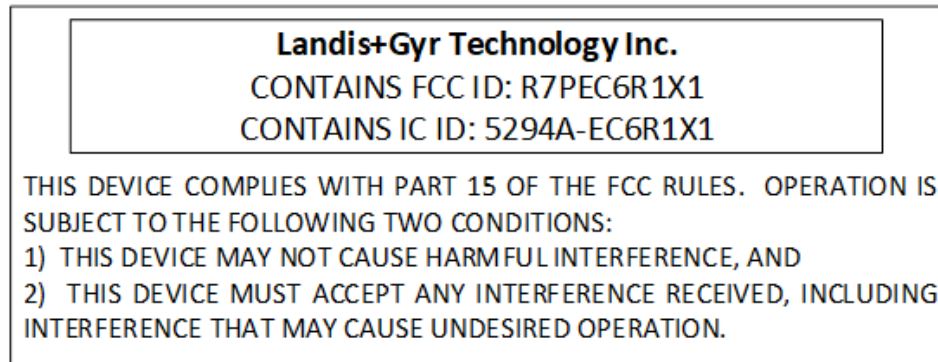 Landis+Gyr Technology Inc.
CONTAINS FCC ID: R7PEC6R1X1
CONTAINS IC ID: 5294A-EC6R1X1
THIS DEVICE COMPLIES WITH PART 15 OF THE FCC RULES. OPERATION IS
SUBJECT TO THE FOLLOWING TWO CONDITIONS:
1) THIS DEVICE MAY NOT CAUSE HARMFUL INTERFERENCE, AND
2) THIS DEVICE MUST ACCEPT ANY INTERFERENCE RECEIVED, INCLUDING
INTERFERENCE THAT MAY CAUSE UNDESIRED OPERATION.